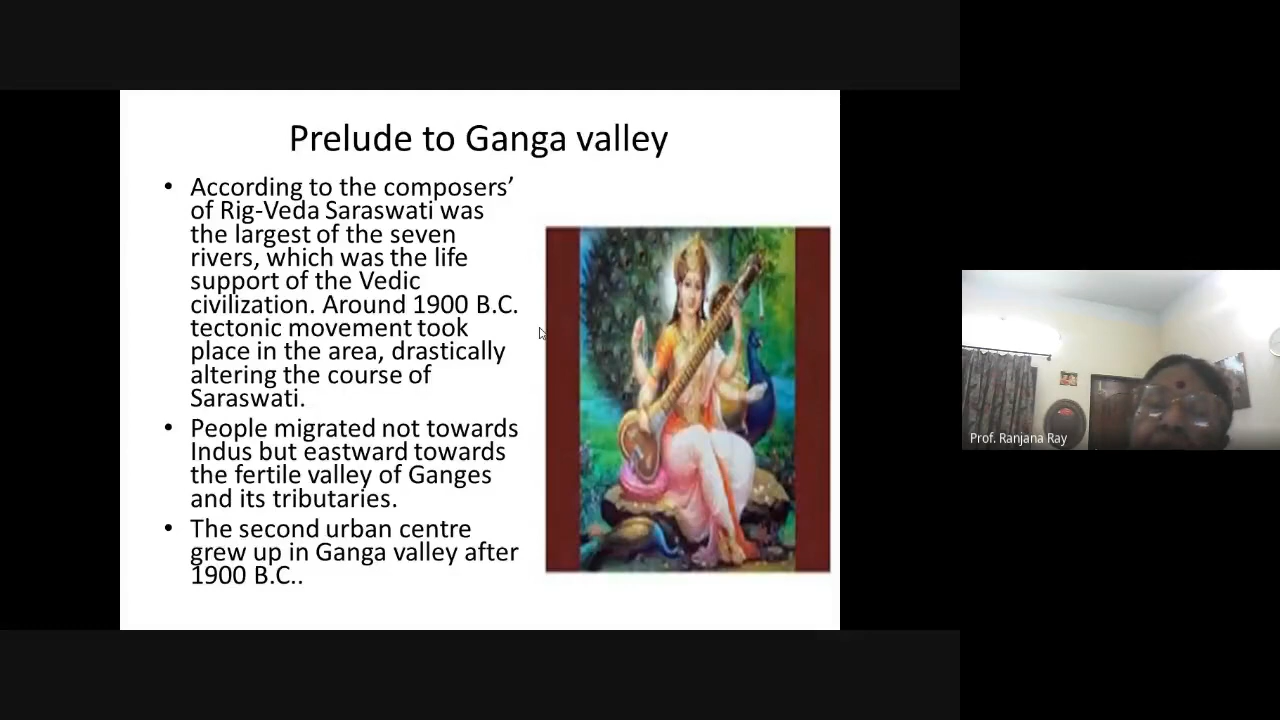 Prelude to Ganga valley
• According to the composers’
of Rig-Veda Saraswati was
the largest of the seven
rivers, which was the life
support of the Vedic
civilization. Around 1900 B.C.
tectonic movement took
place in the area, drastically
altering the course of
Saraswati.
• People migrated not towards
Indus but eastward towards
the fertile valley of Ganges
and its tributaries.
• The second urban centre
grew up in Ganga valley after
1900 B.C..
Prof. Ranjana Ray